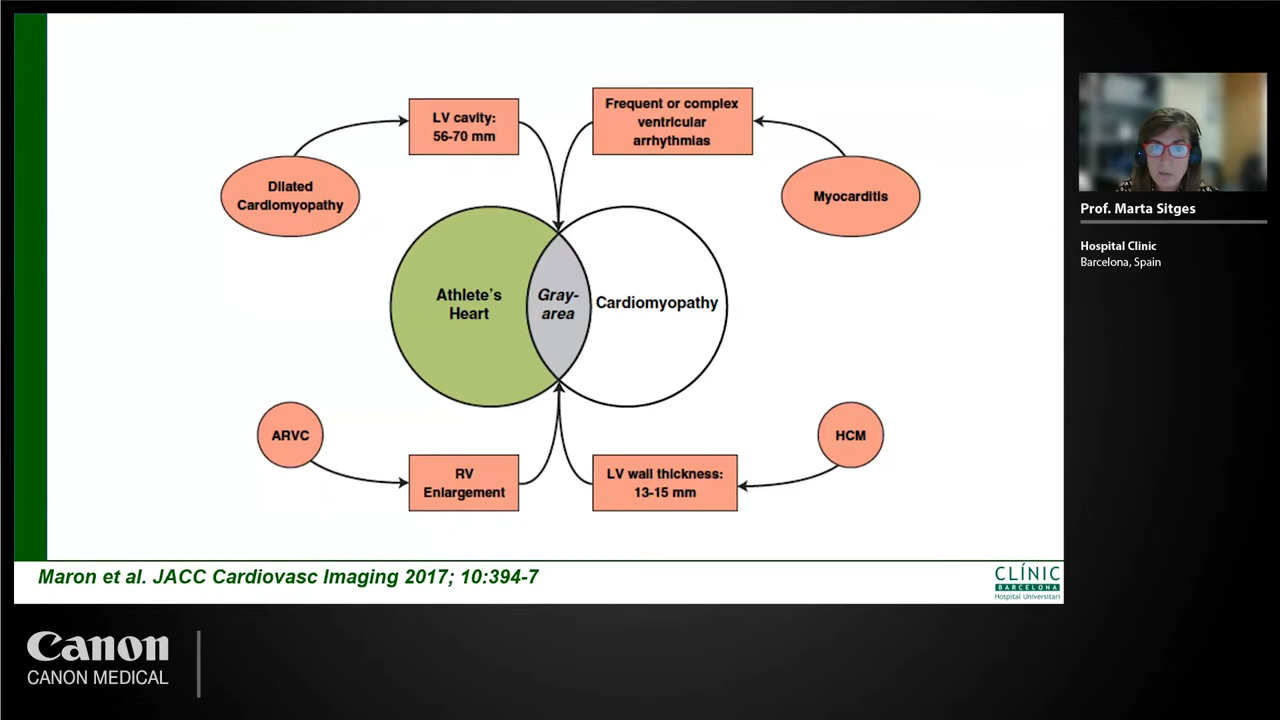 LV cavity:
56-70 mm
Frequent or complex
ventricular
arrhythmias
Dilated
Cardiomyopathy
Myocarditis
Athlete's
Heart
Gray-
area
Cardiomyopathy
ARVC
HCM
RV
Enlargement
LV wall thickness:
13-15 mm
Maron et al. JACC Cardiovasc Imaging 2017; 10:394-7
CLÍNIC
BARCELONA
Hospital Universitari
Prof. Marta Sitges
Hospital Clinic
Barcelona, Spain
Canon
CANON MEDICAL